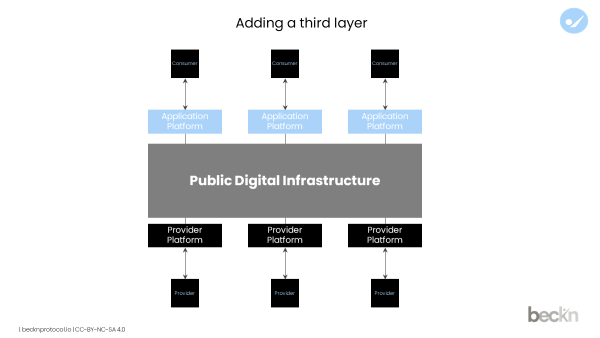 Adding a third layer
Consumer Consumer Consumer
Application Application Application
Platform Platform Platform
Public Digital Infrastructure
Provider Provider Provider
Platform Platform Platform
Provider Provider Provider
beckn
| becknprotocol.io | CC-BY-NC-SA 4.0